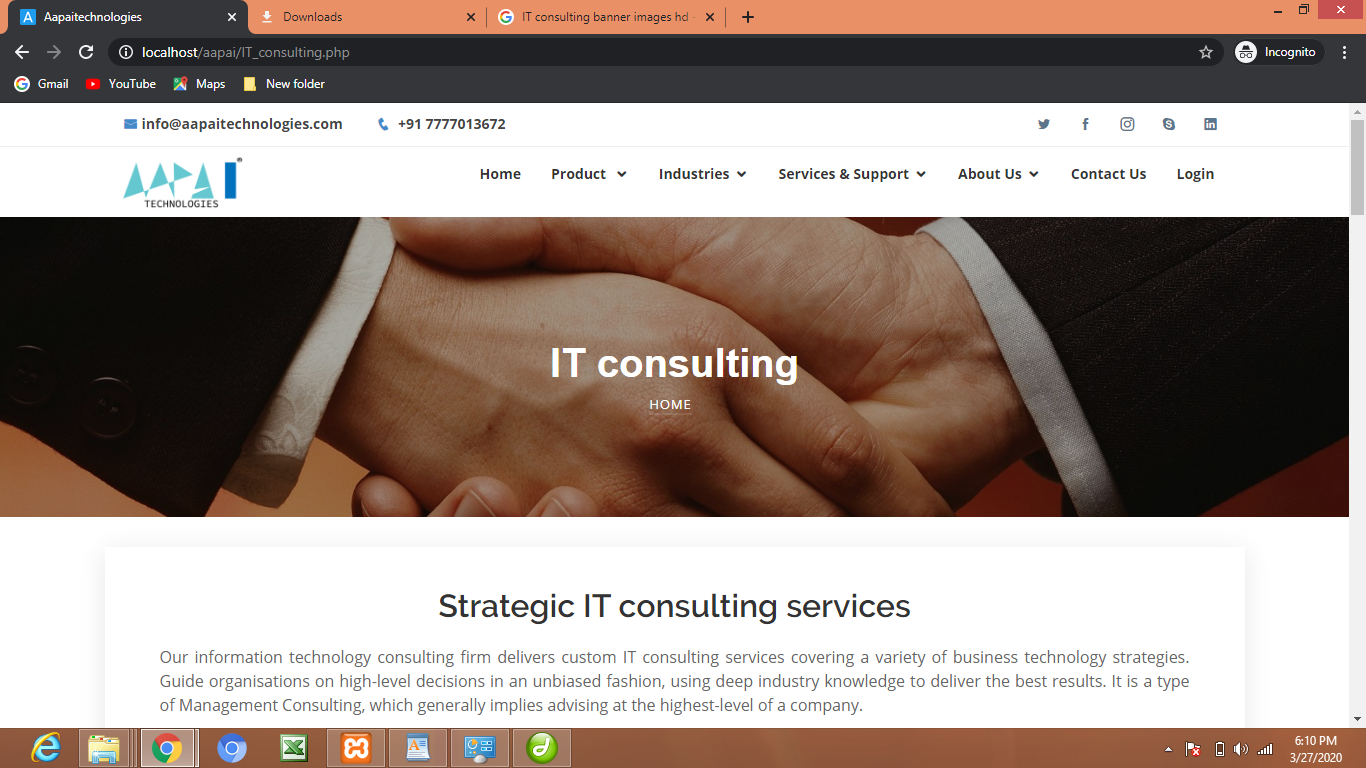 Aapaitechnologies
Downloads
IT consulting banner images hd -
localhost/aapai/IT_consulting.php
Incognito
Gmail
YouTube
Maps
New folder
info@aapaitechnologies.com
+91 7777013672
AAPAI
TECHNOLOGIES
Home
Product
Industries
Services & Support
About Us
Contact Us
Login
IT consulting
HOME
Strategic IT consulting services
Our information technology consulting firm delivers custom IT consulting services covering a variety of business technology strategies.
Guide organisations on high-level decisions in an unbiased fashion, using deep industry knowledge to deliver the best results. It is a type
of Management Consulting, which generally implies advising at the highest-level of a company.
6:10 PM
3/27/2020